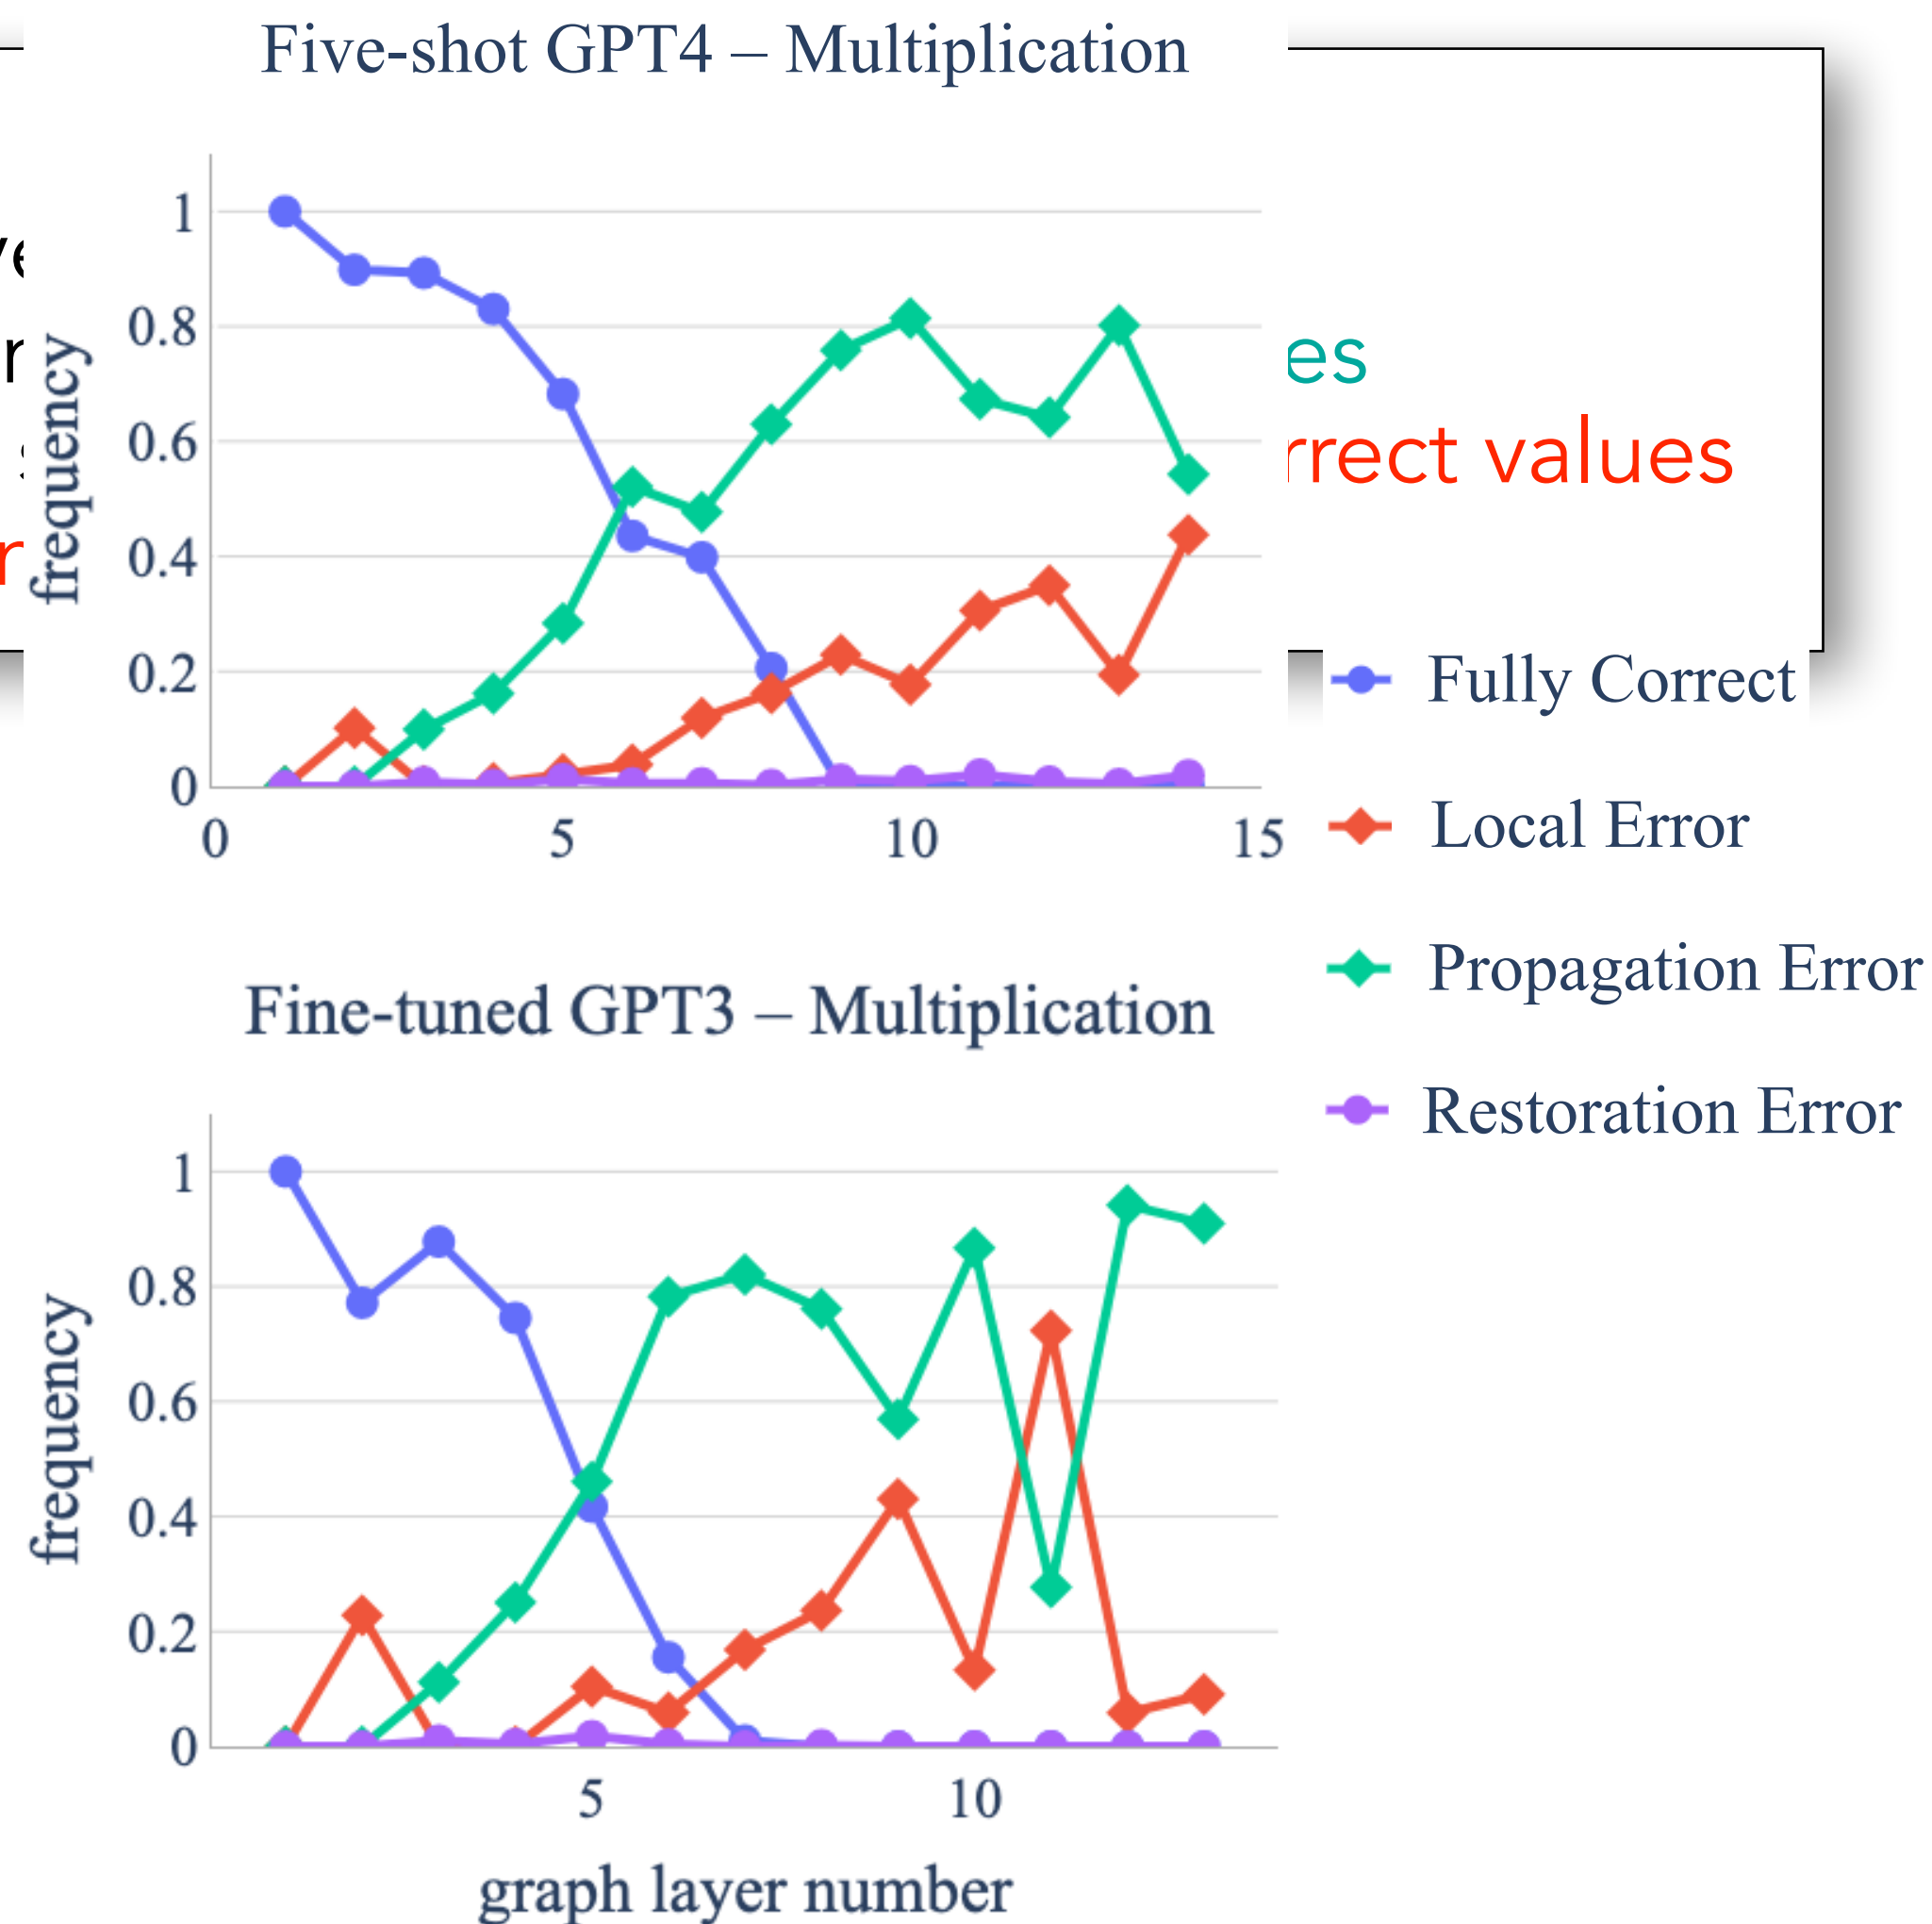 Five-shot GPT4 – Multiplication
1
0.8
0.6
0.4
0.2
0
frequency
0
5
10
15
es
rrect values
Fully Correct
Local Error
Propagation Error
Restoration Error
Fine-tuned GPT3 – Multiplication
1
0.8
0.6
0.4
0.2
0
frequency
5
10
graph layer number